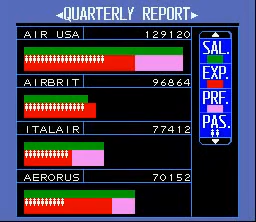 ◄QUARTERLY REPORT►
AIR USA 129120
SAL.
EXP.
AIRBRIT 96864
PRF.
PAS.
ITALAIR 77412
AERORUS 70152